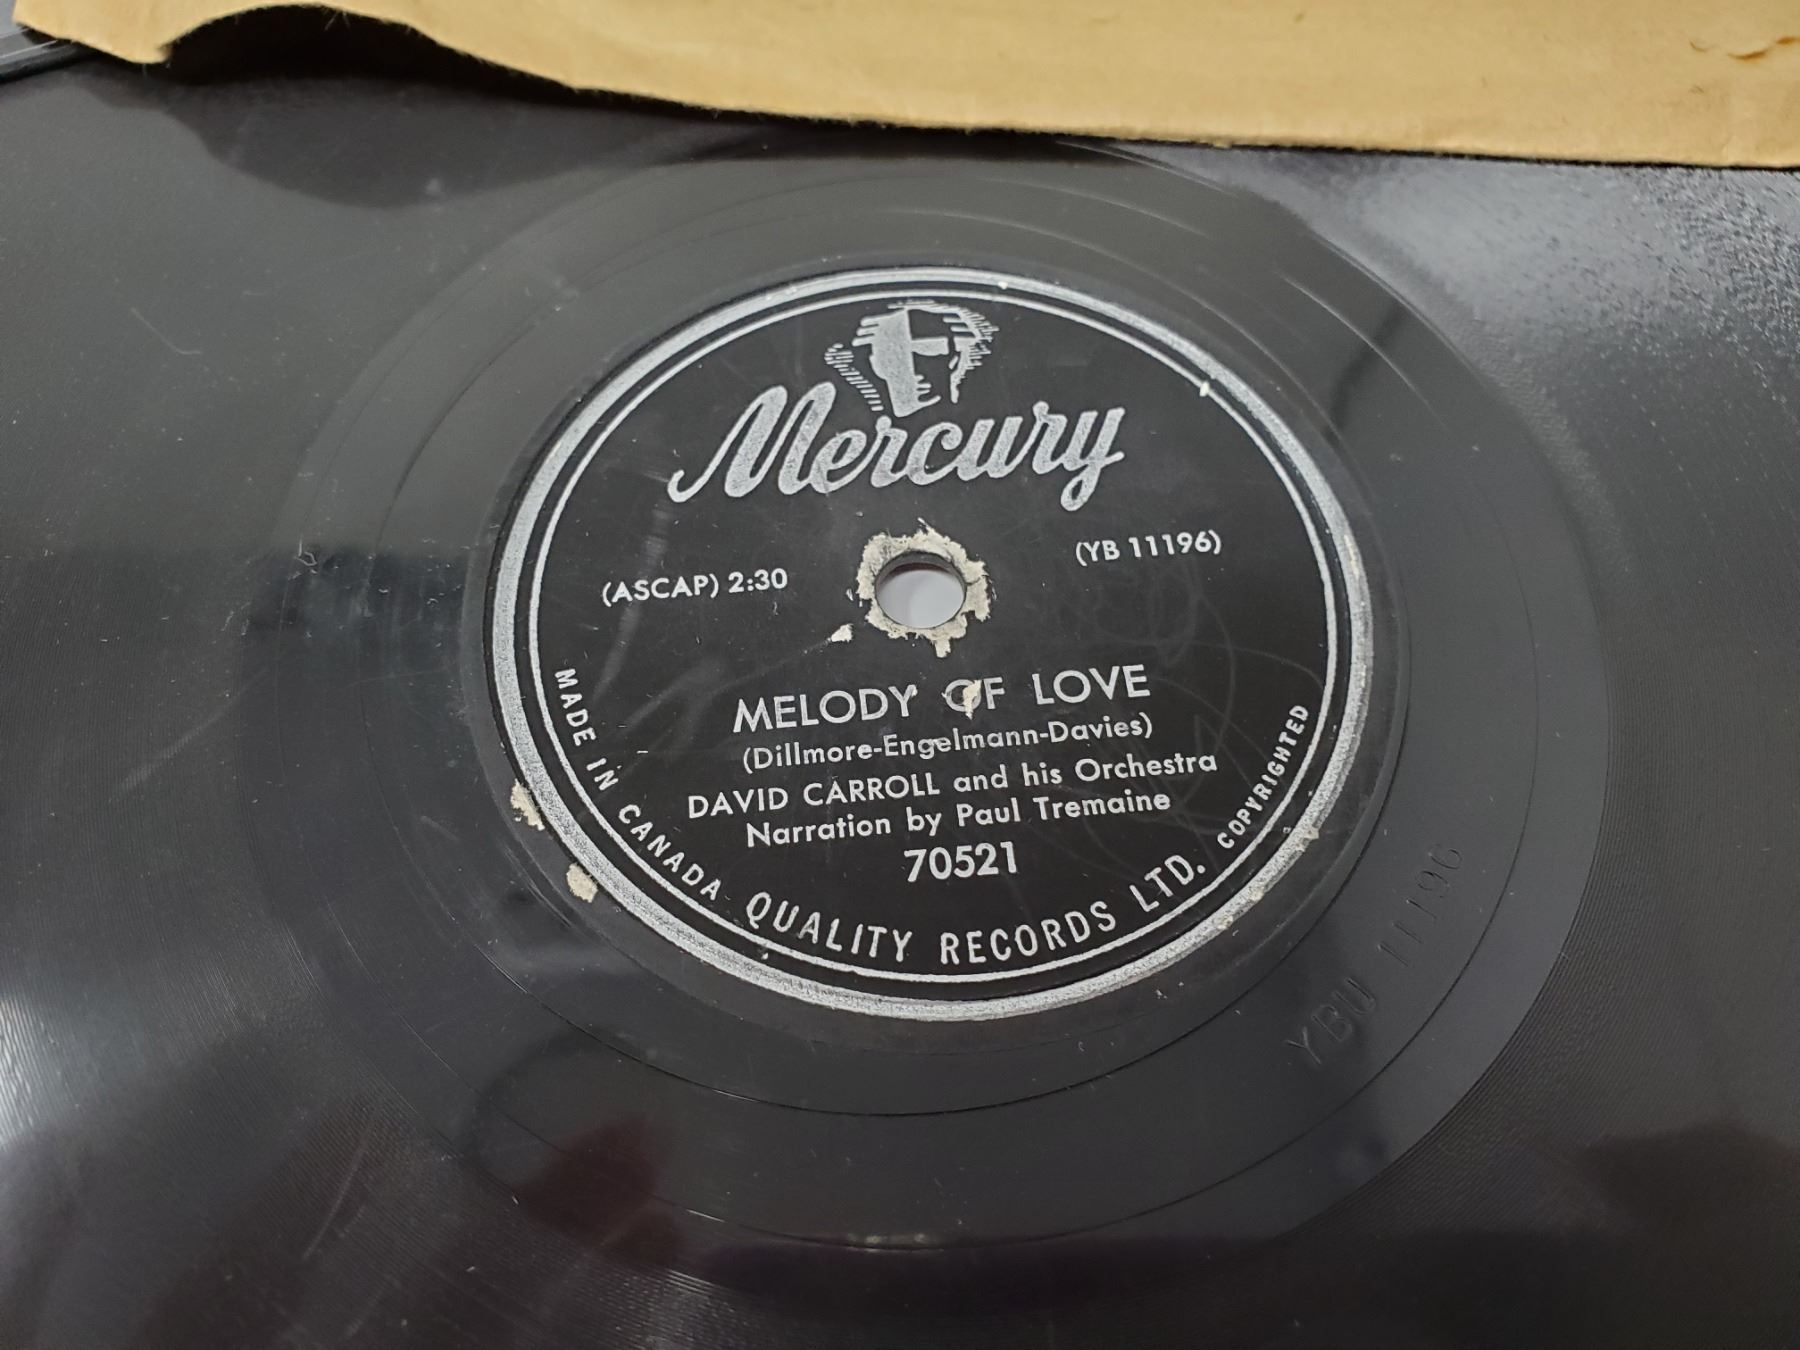 Mercury
(ASCAP) 2:30
(YB 11196)
MELODY OF LOVE
(Dillmore-Engelmann-Davies)
DAVID CARROLL and his Orchestra
Narration by Paul Tremaine
70521
MADE IN CANADA QUALITY RECORDS LTD. COPYRIGHTED
YBU 11196